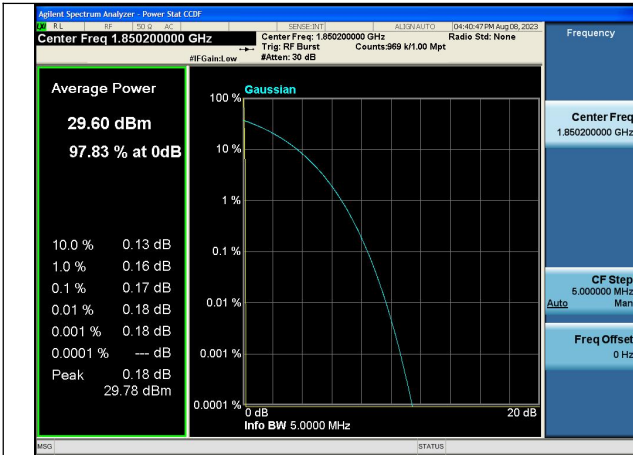 Agilent Spectrum Analyzer - Power Stat CCDF
RL RF 50 Ω AC SENSE:INT ALIGNAUTO 04:40:47 PM Aug 08, 2023
Center Freq 1.850200000 GHz
Center Freq: 1.850200000 GHz Radio Std: None
Trig: RF Burst Counts:969 k/1.00 Mpt
#IFGain:Low #Atten: 30 dB
Frequency
Average Power
29.60 dBm
97.83 % at 0dB
10.0 % 0.13 dB
1.0 % 0.16 dB
0.1 % 0.17 dB
0.01 % 0.18 dB
0.001 % 0.18 dB
0.0001 % --- dB
Peak 0.18 dB
29.78 dBm
Gaussian
100 %
10 %
1 %
0.1 %
0.01 %
0.001 %
0.0001 %
0 dB 20 dB
Info BW 5.0000 MHz
Center Freq
1.850200000 GHz
CF Step
5.000000 MHz
Auto Man
Freq Offset
0 Hz
MSG STATUS